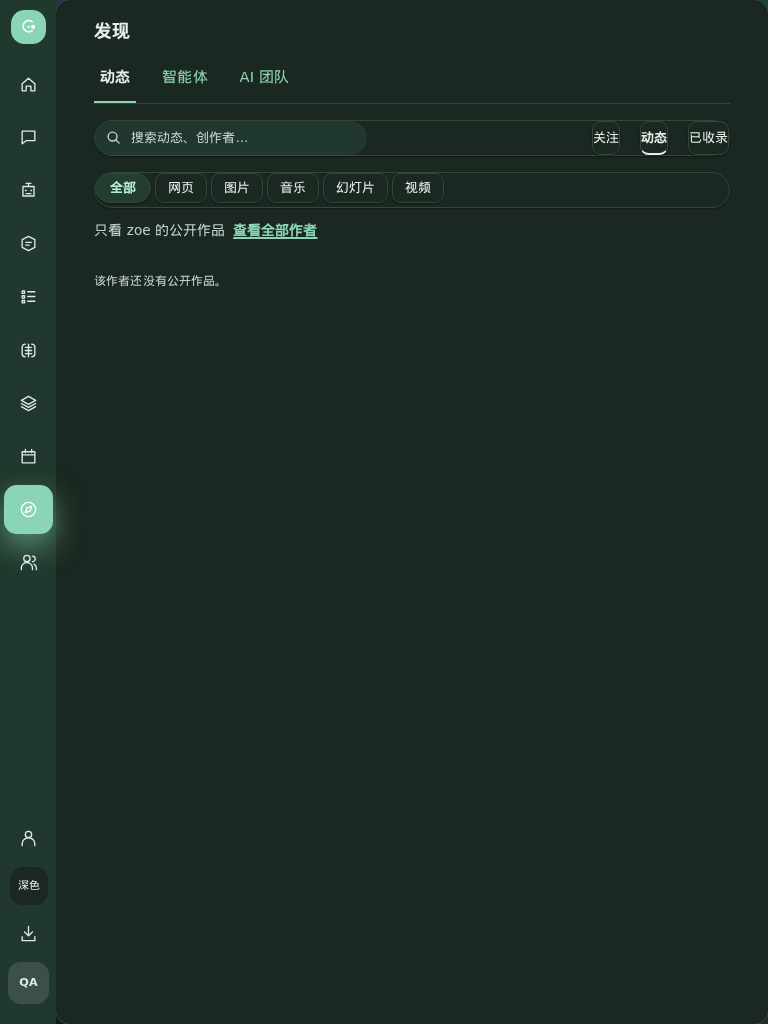 发现
动态 智能体 AI 团队
搜索动态、创作者… 关注 动态 已收录
全部 网页 图片 音乐 幻灯片 视频
只看 zoe 的公开作品 查看全部作者
该作者还没有公开作品。
深色
QA